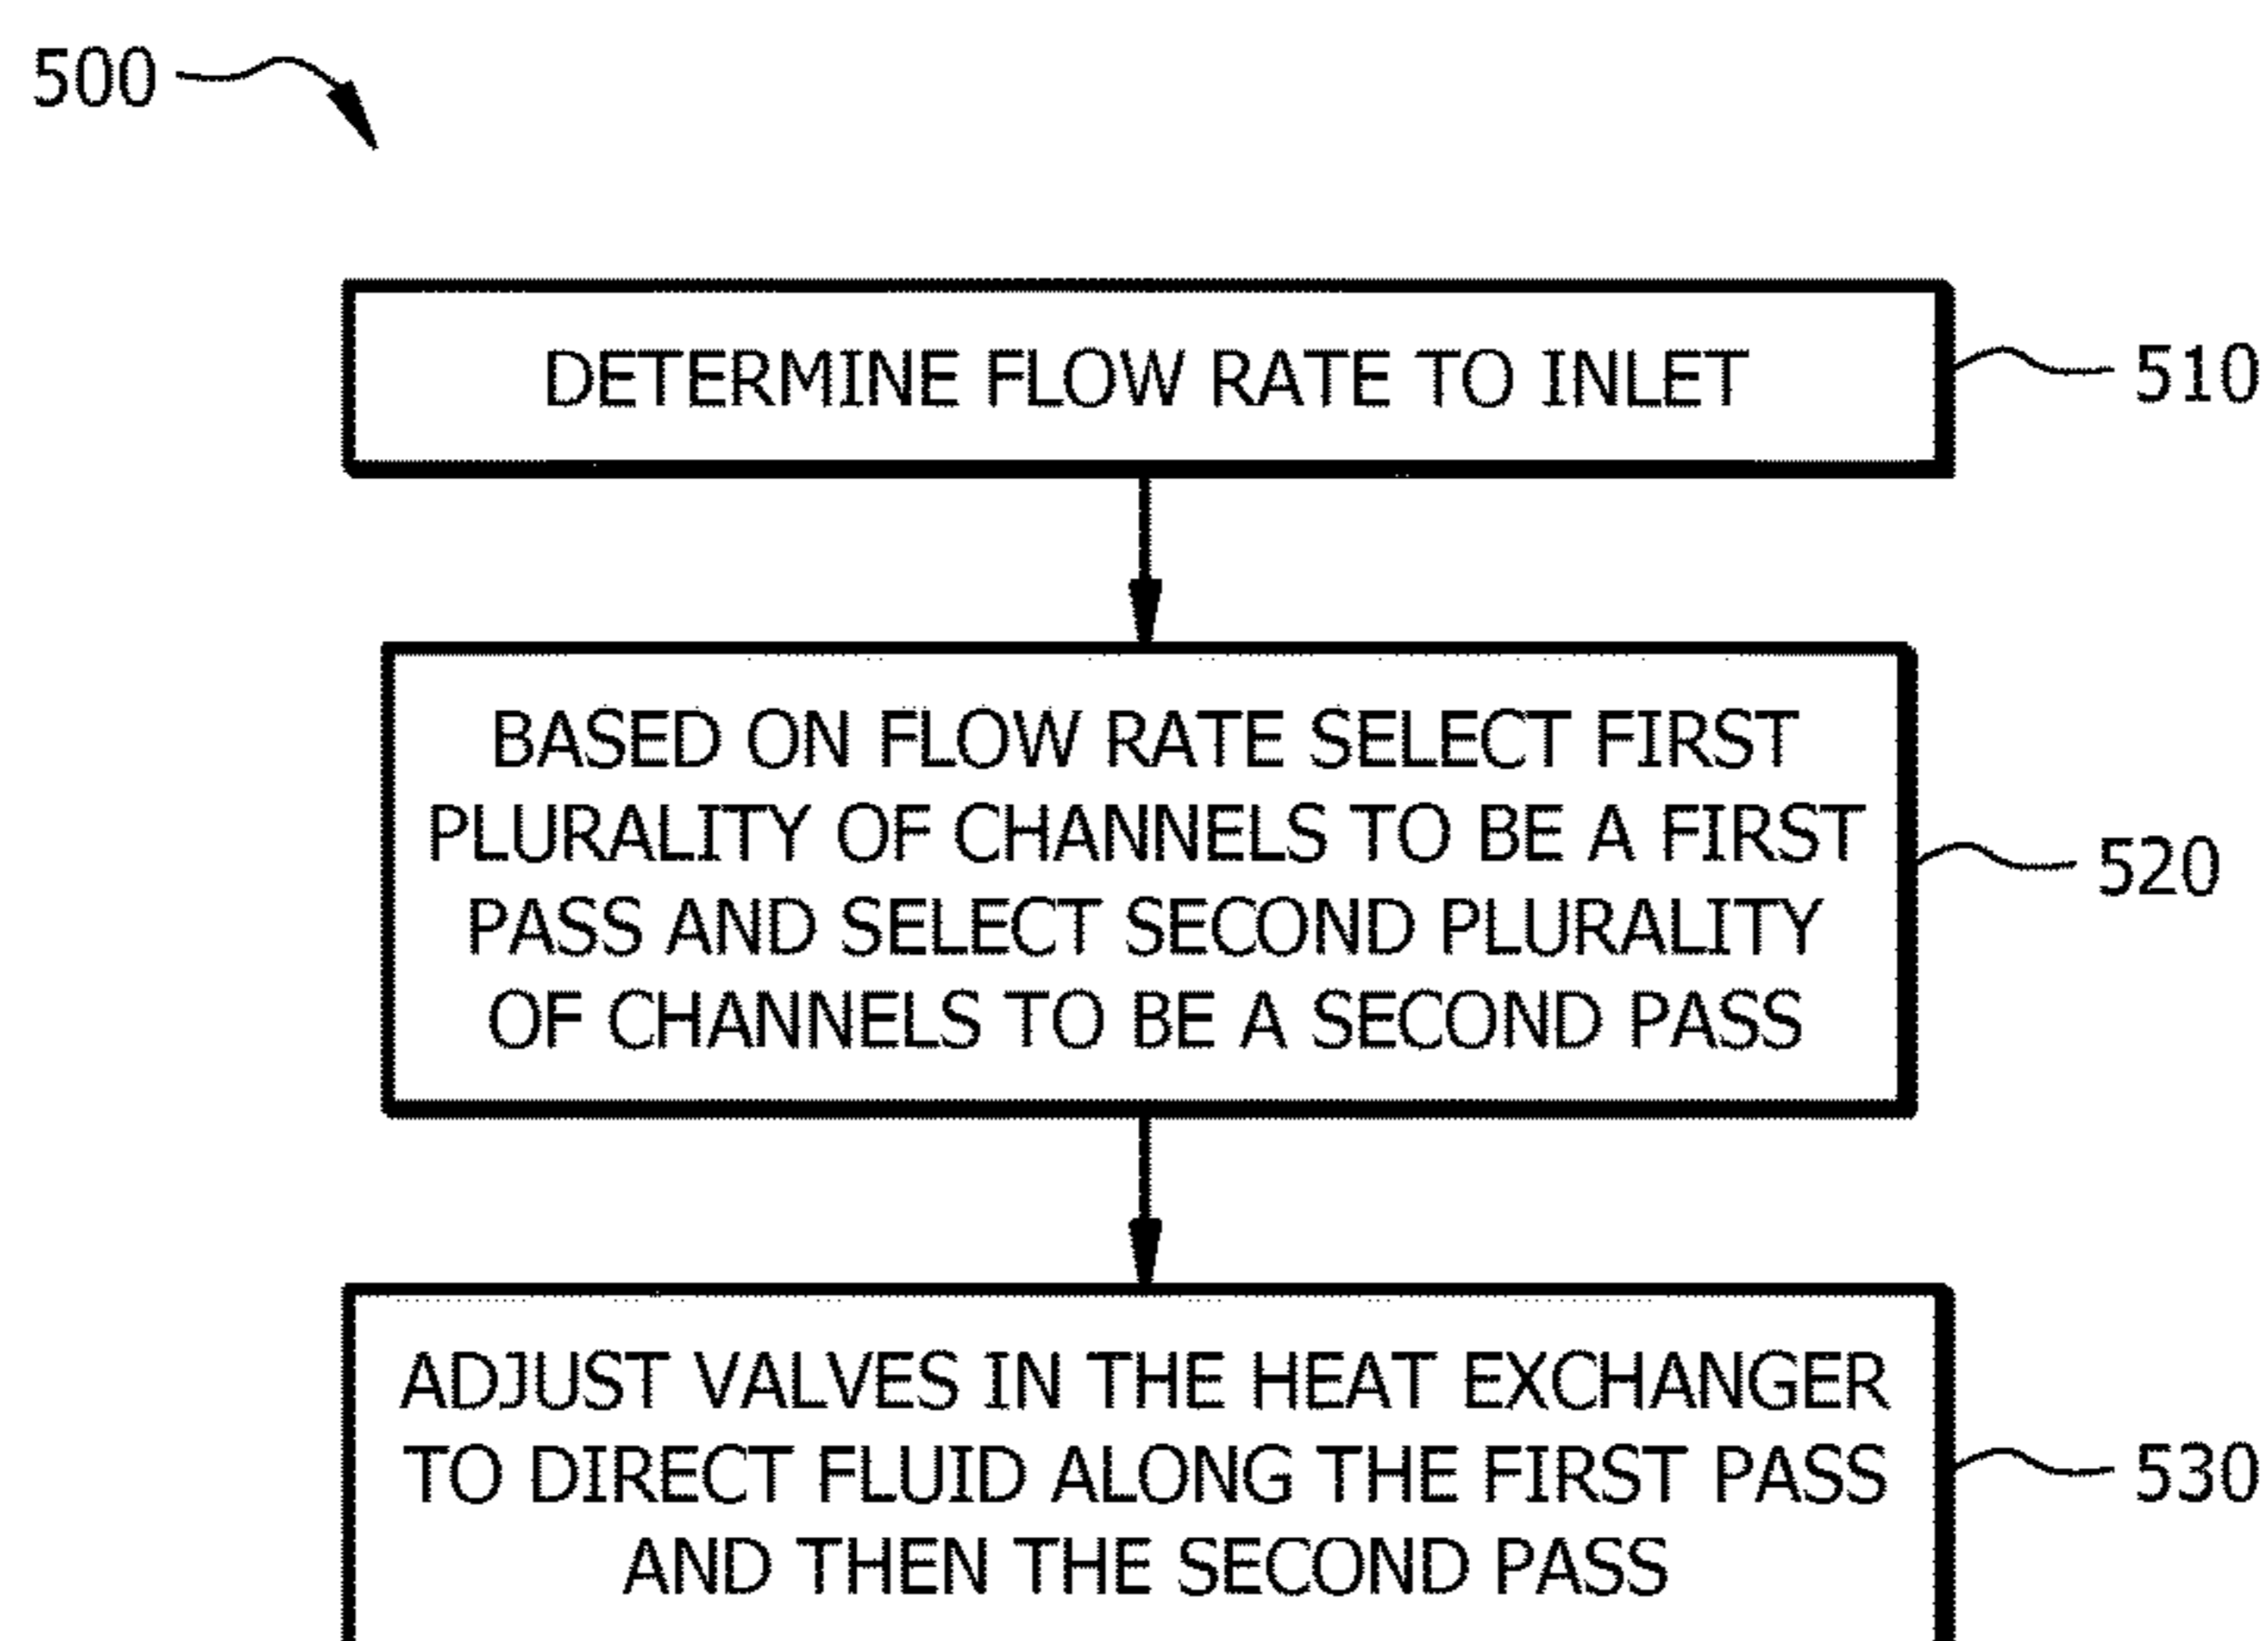 500
DETERMINE FLOW RATE TO INLET
510
BASED ON FLOW RATE SELECT FIRST
PLURALITY OF CHANNELS TO BE A FIRST
PASS AND SELECT SECOND PLURALITY
OF CHANNELS TO BE A SECOND PASS
520
ADJUST VALVES IN THE HEAT EXCHANGER
TO DIRECT FLUID ALONG THE FIRST PASS
AND THEN THE SECOND PASS
530